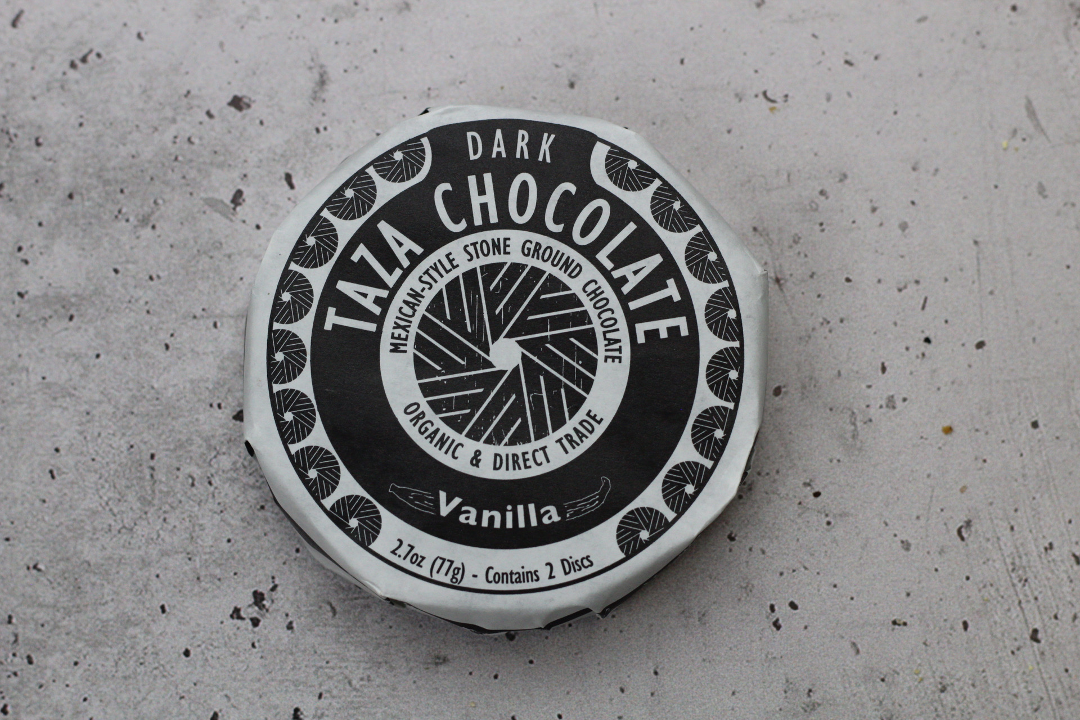 DARK
TAZA CHOCOLATE
MEXICAN-STYLE STONE GROUND CHOCOLATE
ORGANIC & DIRECT TRADE
Vanilla
2.7oz (77g) - Contains 2 Discs